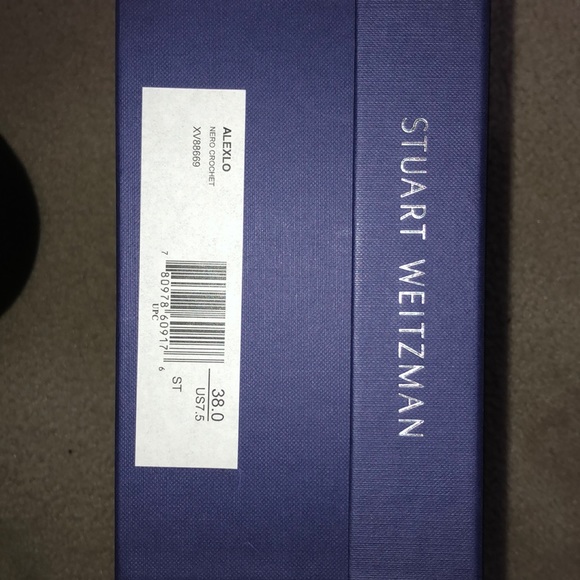 STUART WEITZMAN
ALEXLO
NERO CROCHET
XV88669
7 80978 60917 6
UPC
38.0
US7.5
ST